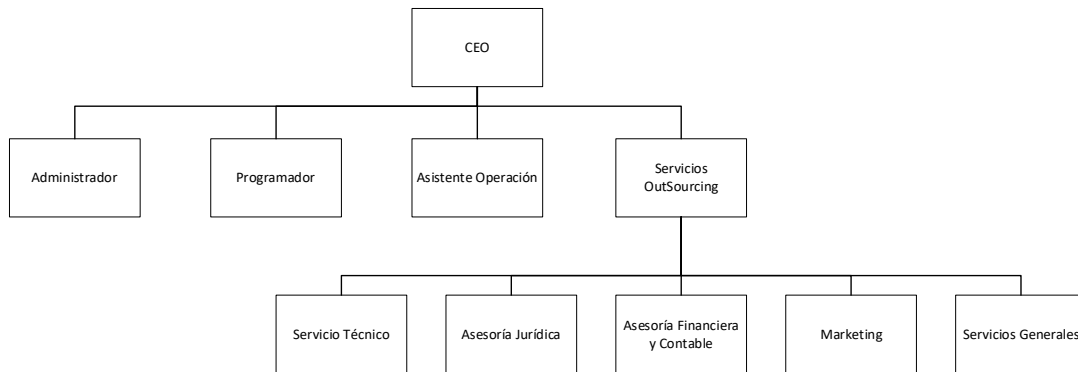 CEO
Administrador
Programador
Asistente Operación
Servicios
OutSourcing
Servicio Técnico
Asesoría Jurídica
Asesoría Financiera
y Contable
Marketing
Servicios Generales